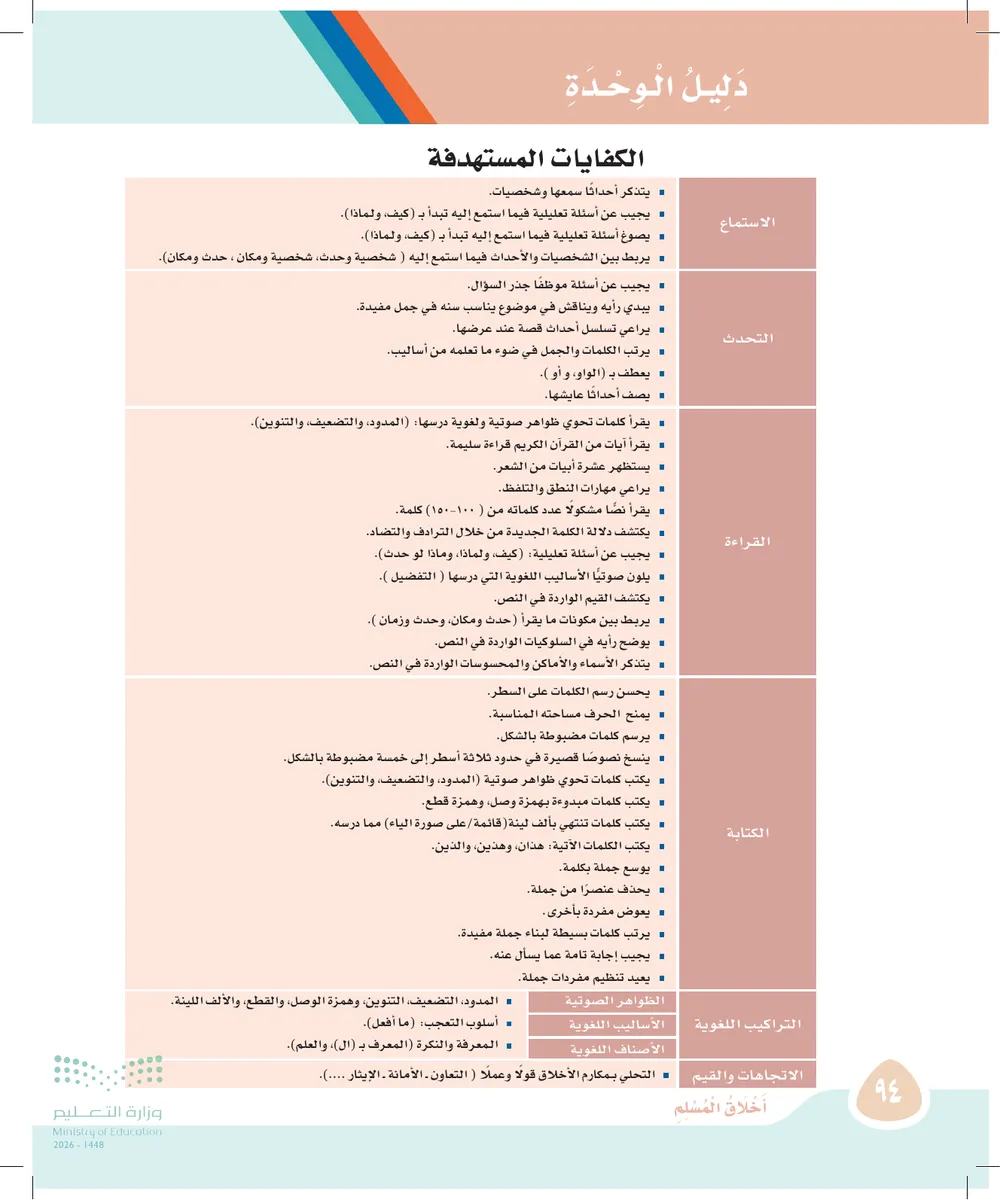 دَلِيلُ الْوِحْدَةِ
الكفايات المستهدفة
الاستماع
يتذكر أحداثًا سمعها وشخصيات.
يجيب عن أسئلة تعليلية فيما استمع إليه تبدأ بـ (كيف، ولماذا).
يصوغ أسئلة تعليلية فيما استمع إليه تبدأ بـ (كيف، ولماذا).
يربط بين الشخصيات والأحداث فيما استمع إليه ( شخصية وحدث، شخصية ومكان ، حدث ومكان).
التحدث
يجيب عن أسئلة موظفًا جذر السؤال.
يبدي رأيه ويناقش في موضوع يناسب سنه في جمل مفيدة.
يراعي تسلسل أحداث قصة عند عرضها.
يرتب الكلمات والجمل في ضوء ما تعلمه من أساليب.
يعطف بـ (الواو، و أو ).
يصف أحداثًا عايشها.
القراءة
يقرأ كلمات تحوي ظواهر صوتية ولغوية درسها: (المدود، والتضعيف، والتنوين).
يقرأ آيات من القرآن الكريم قراءة سليمة.
يستظهر عشرة أبيات من الشعر.
يراعي مهارات النطق والتلفظ.
يقرأ نصًّا مشكولًا عدد كلماته من ( ١٠٠-١٥٠) كلمة.
يكتشف دلالة الكلمة الجديدة من خلال الترادف والتضاد.
يجيب عن أسئلة تعليلية: (كيف، ولماذا، وماذا لو حدث).
يلون صوتيًّا الأساليب اللغوية التي درسها ( التفضيل ).
يكتشف القيم الواردة في النص.
يربط بين مكونات ما يقرأ (حدث ومكان، وحدث وزمان ).
يوضح رأيه في السلوكيات الواردة في النص.
يتذكر الأسماء والأماكن والمحسوسات الواردة في النص.
الكتابة
يحسن رسم الكلمات على السطر.
يمنح الحرف مساحته المناسبة.
يرسم كلمات مضبوطة بالشكل.
ينسخ نصوصًا قصيرة في حدود ثلاثة أسطر إلى خمسة مضبوطة بالشكل.
يكتب كلمات تحوي ظواهر صوتية (المدود، والتضعيف، والتنوين).
يكتب كلمات مبدوءة بهمزة وصل، وهمزة قطع.
يكتب كلمات تنتهي بألف لينة(قائمة/على صورة الياء) مما درسه.
يكتب الكلمات الآتية: هذان، وهذين، والذين.
يوسع جملة بكلمة.
يحذف عنصرًا من جملة.
يعوض مفردة بأخرى.
يرتب كلمات بسيطة لبناء جملة مفيدة.
يجيب إجابة تامة عما يسأل عنه.
يعيد تنظيم مفردات جملة.
التراكيب اللغوية
الظواهر الصوتية
المدود، التضعيف، التنوين، وهمزة الوصل، والقطع، والألف اللينة.
الأساليب اللغوية
أسلوب التعجب: (ما أفعل).
الأصناف اللغوية
المعرفة والنكرة (المعرف بـ (ال)، والعلم).
الاتجاهات والقيم
التحلي بمكارم الأخلاق قولًا وعملًا ( التعاون ـ الأمانة ـ الإيثار ....).
٩٤
أَخْلَاقُ الْمُسْلِمِ
وزارة التعليم
Ministry of Education
2026 - 1448